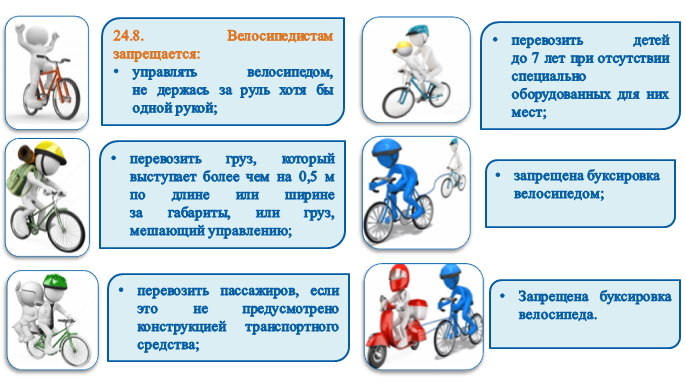 24.8. Велосипедистам
запрещается:
• управлять велосипедом,
не держась за руль хотя бы
одной рукой;
• перевозить груз, который
выступает более чем на 0,5 м
по длине или ширине
за габариты, или груз,
мешающий управлению;
• перевозить пассажиров, если
это не предусмотрено
конструкцией транспортного
средства;
• перевозить детей
до 7 лет при отсутствии
специально
оборудованных для них
мест;
• запрещена буксировка
велосипедом;
• Запрещена буксировка
велосипеда.